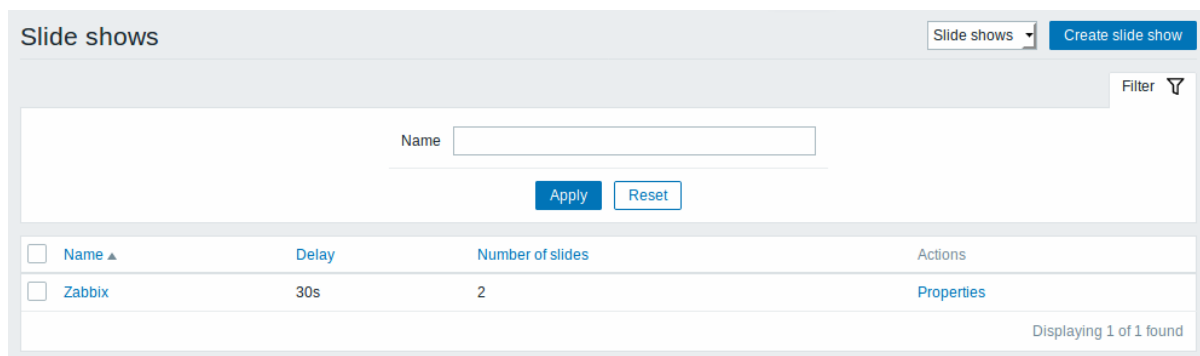 Slide shows Slide shows Create slide show
Filter
Name
Apply Reset
Name Delay Number of slides Actions
Zabbix 30s 2 Properties
Displaying 1 of 1 found